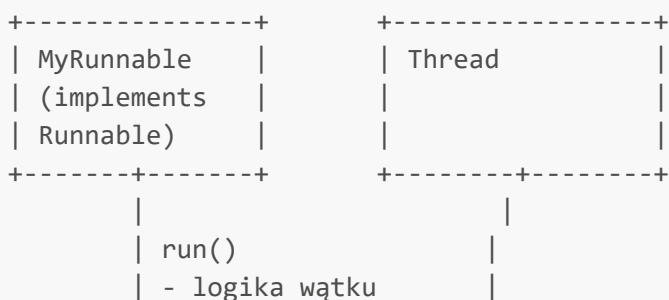 +---------------+      +-----------------+
| MyRunnable    |      | Thread          |
| (implements   |      |                 |
| Runnable)     |      |                 |
+-------+-------+      +--------+--------+
        |                       |
        | run()                |
        | - logika wątku       |